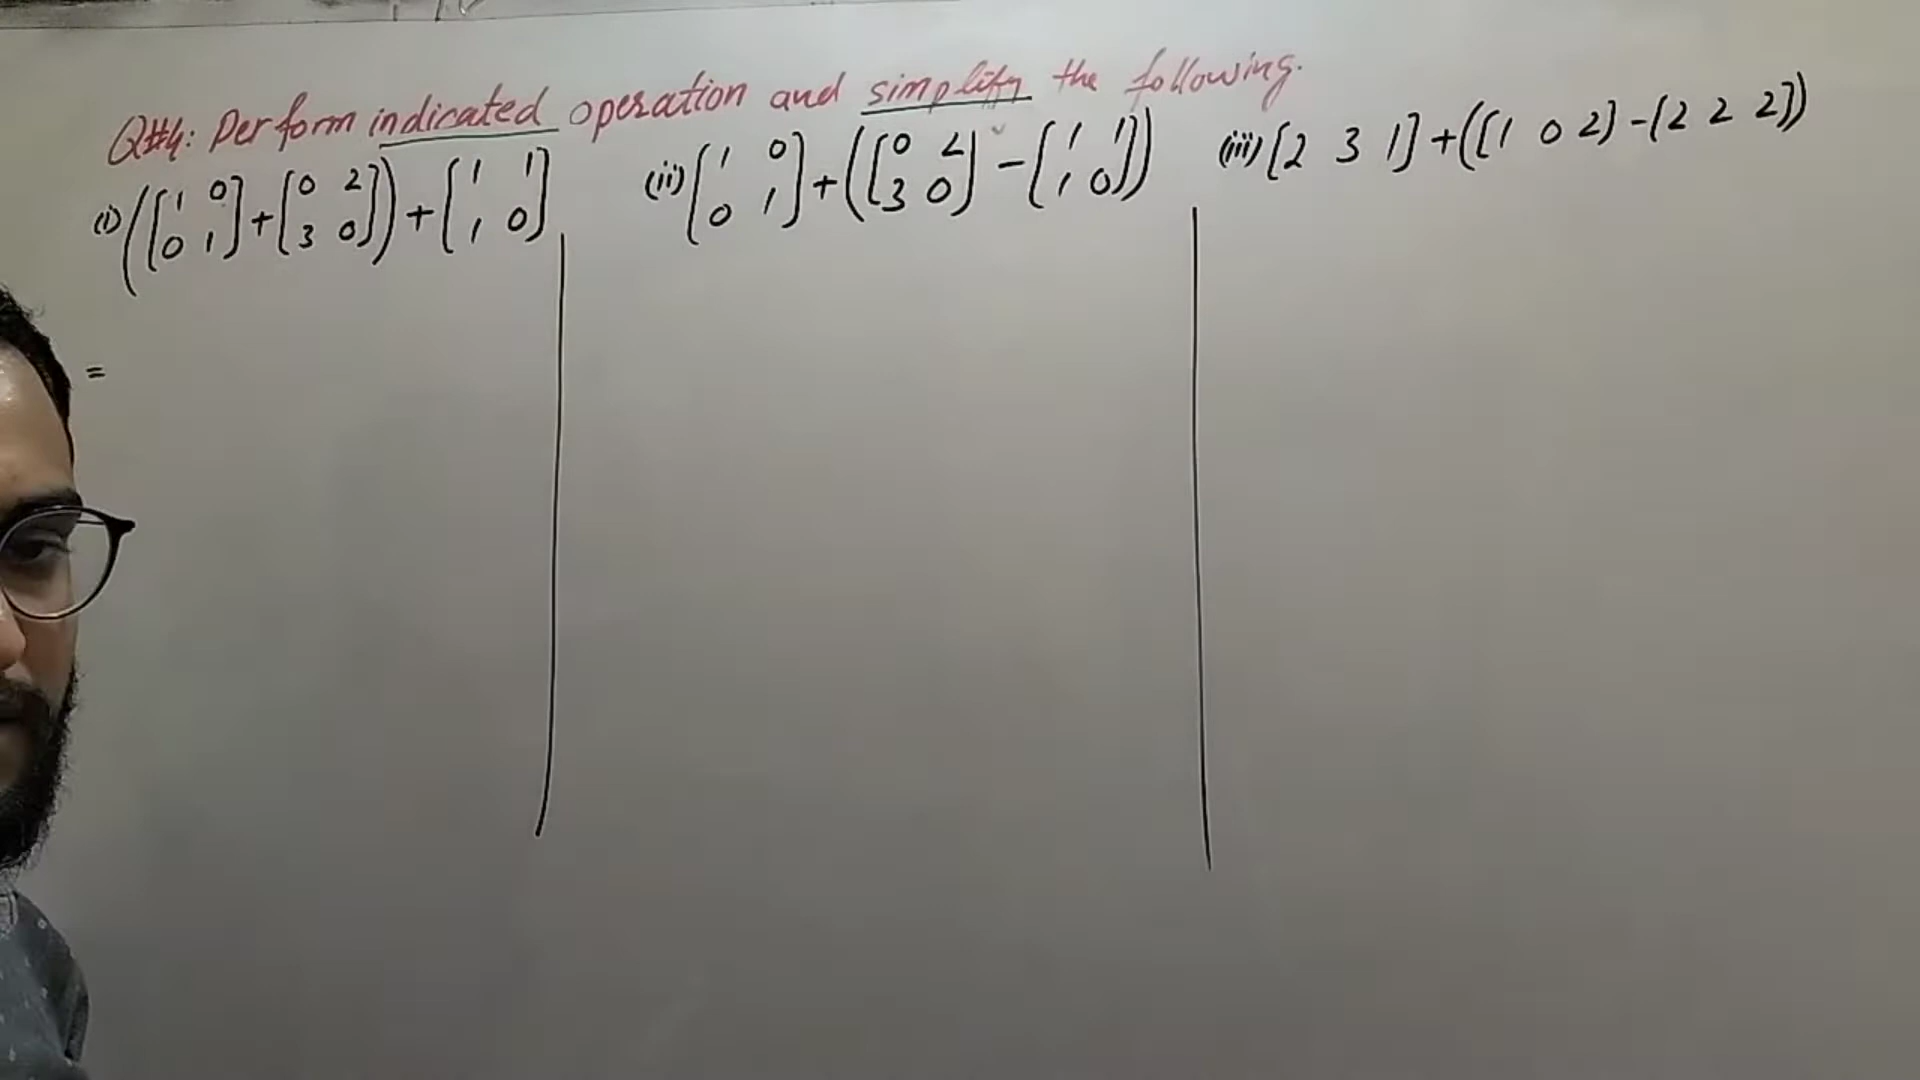 Q#4: Perform indicated operation and simplify the following.
(i) ([1 0
0 1] + [0 2
3 0]) + [1 1
1 0]
(ii) [1 0
0 1] + ([0 2
3 0] - [1 1
1 0])
(iii) [2 3 1] + ([1 0 2] - [2 2 2])
=